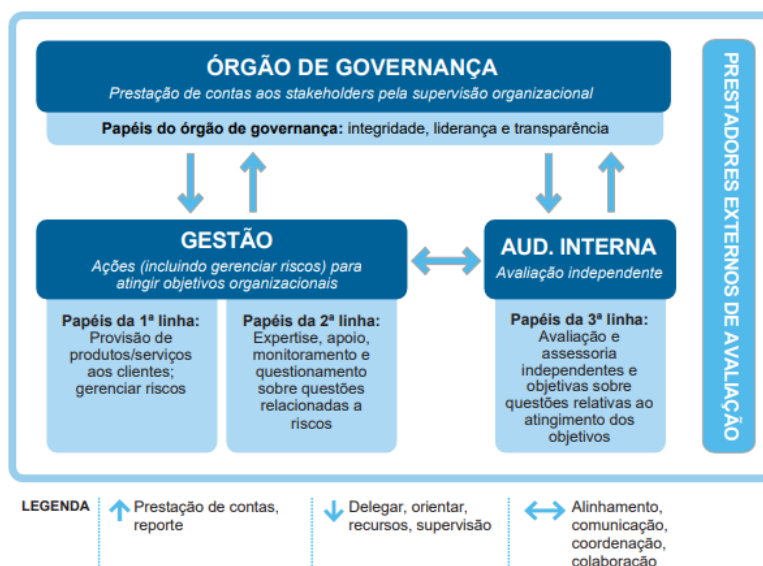 ÓRGÃO DE GOVERNANÇA
Prestação de contas aos stakeholders pela supervisão organizacional
Papéis do órgão de governança: integridade, liderança e transparência
GESTÃO
Ações (incluindo gerenciar riscos) para
atingir objetivos organizacionais
Papéis da 1ª linha:
Provisão de
produtos/serviços
aos clientes;
gerenciar riscos
Papéis da 2ª linha:
Expertise, apoio,
monitoramento e
questionamento
sobre questões
relacionadas a
riscos
AUD. INTERNA
Avaliação independente
Papéis da 3ª linha:
Avaliação e
assessoria
independentes e
objetivas sobre
questões relativas ao
atingimento dos
objetivos
PRESTADORES EXTERNOS DE AVALIAÇÃO
LEGENDA
Prestação de contas,
reporte
Delegar, orientar,
recursos, supervisão
Alinhamento,
comunicação,
coordenação,
colaboração